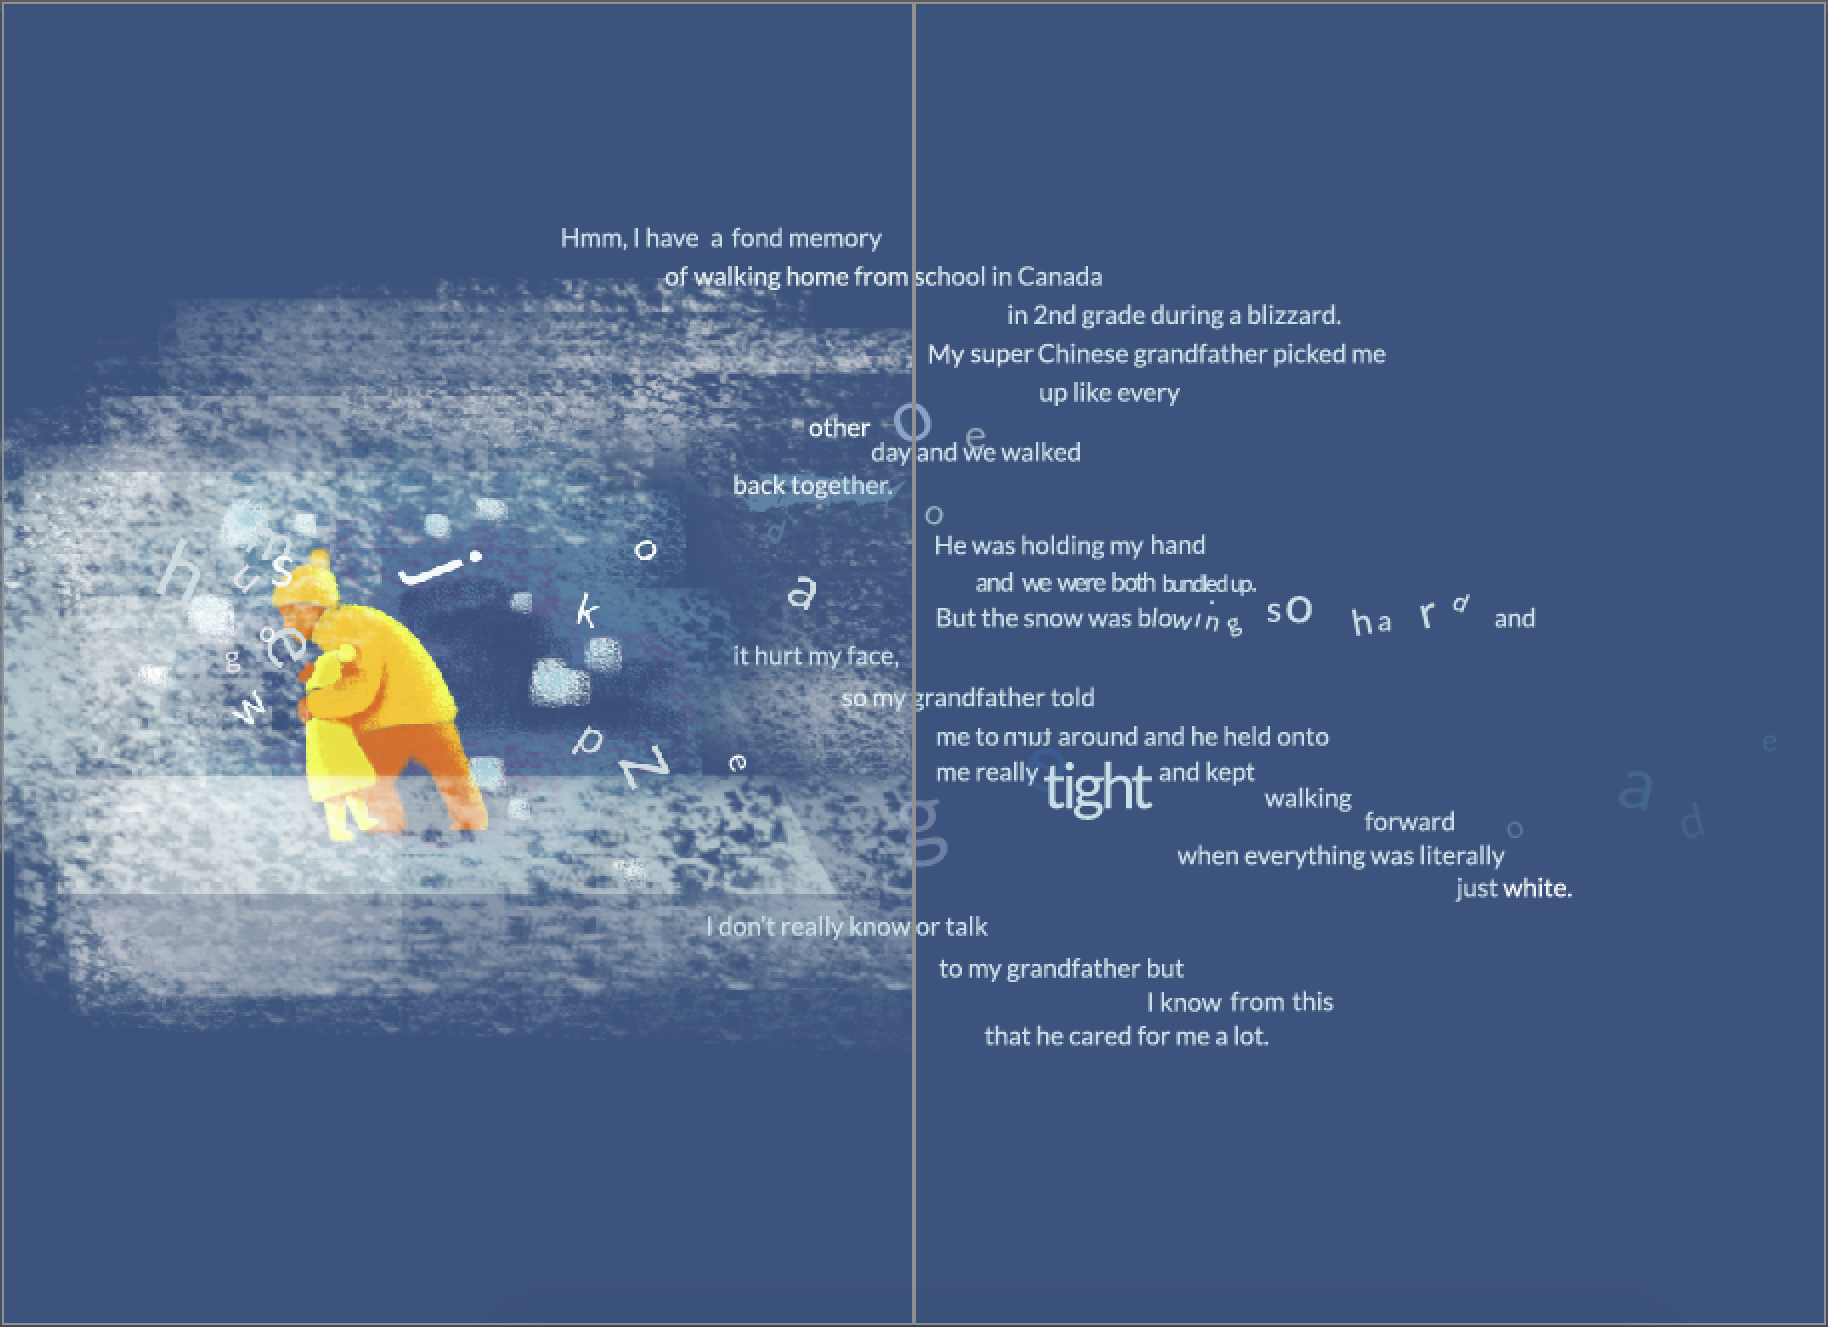 Hmm, I have a fond memory
of walking home from school in Canada
in 2nd grade during a blizzard.
My super Chinese grandfather picked me
up like every
other
day and we walked
back together.
He was holding my hand
and we were both bundled up.
But the snow was blowing so hard and
it hurt my face,
so my grandfather told
me to turn around and he held onto
me really tight and kept
walking
forward
when everything was literally
just white.
I don't really know or talk
to my grandfather but
I know from this
that he cared for me a lot.